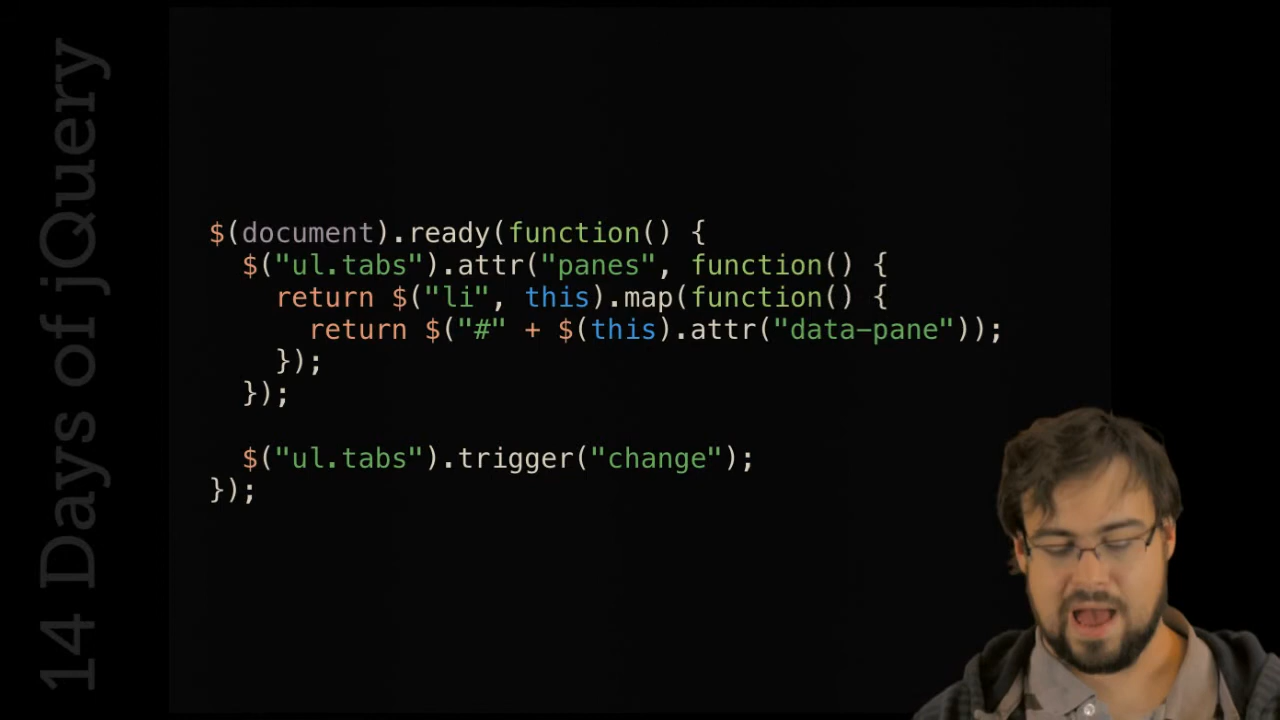 14 Days of jQuery
$(document).ready(function() {
  $("ul.tabs").attr("panes", function() {
    return $("li", this).map(function() {
      return $("#" + $(this).attr("data-pane"));
    });
  });

  $("ul.tabs").trigger("change");
});